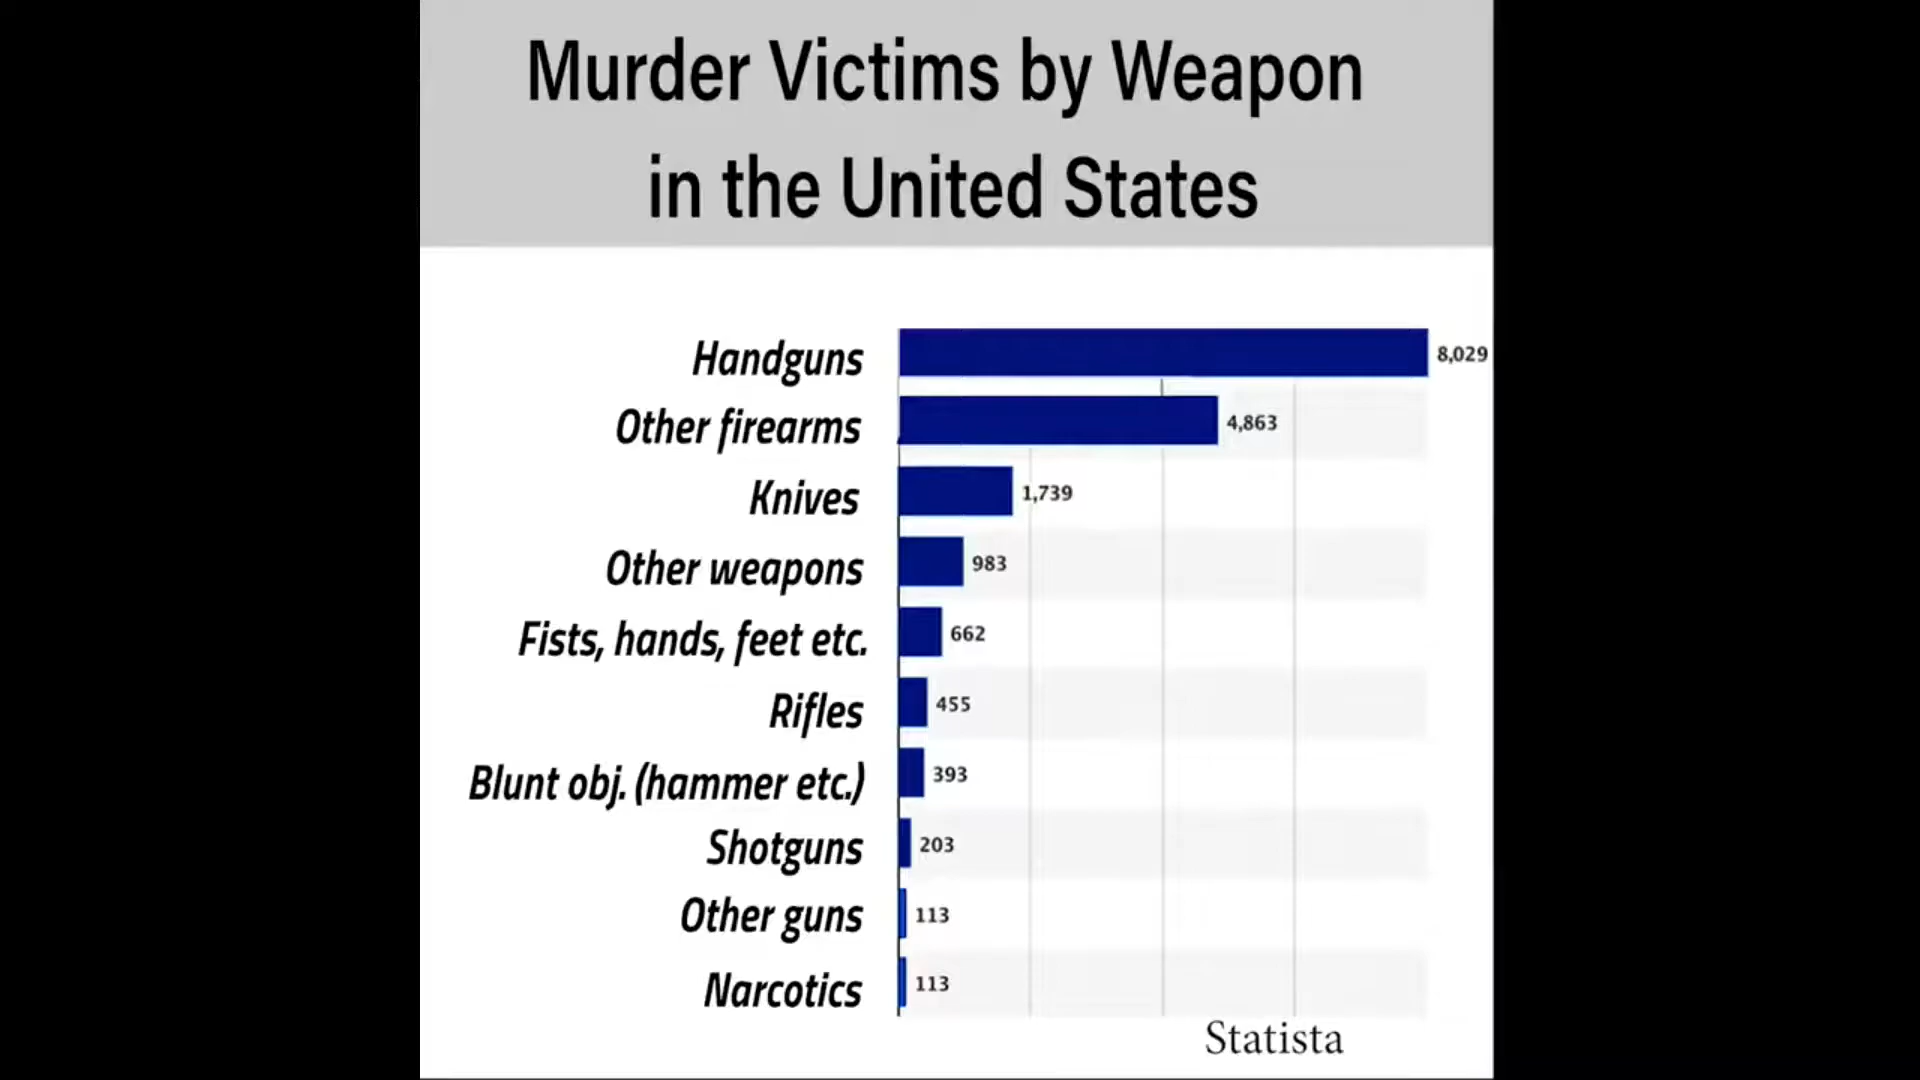 Murder Victims by Weapon
in the United States
Handguns 8,029
Other firearms 4,863
Knives 1,739
Other weapons 983
Fists, hands, feet etc. 662
Rifles 455
Blunt obj. (hammer etc.) 393
Shotguns 203
Other guns 113
Narcotics 113
Statista